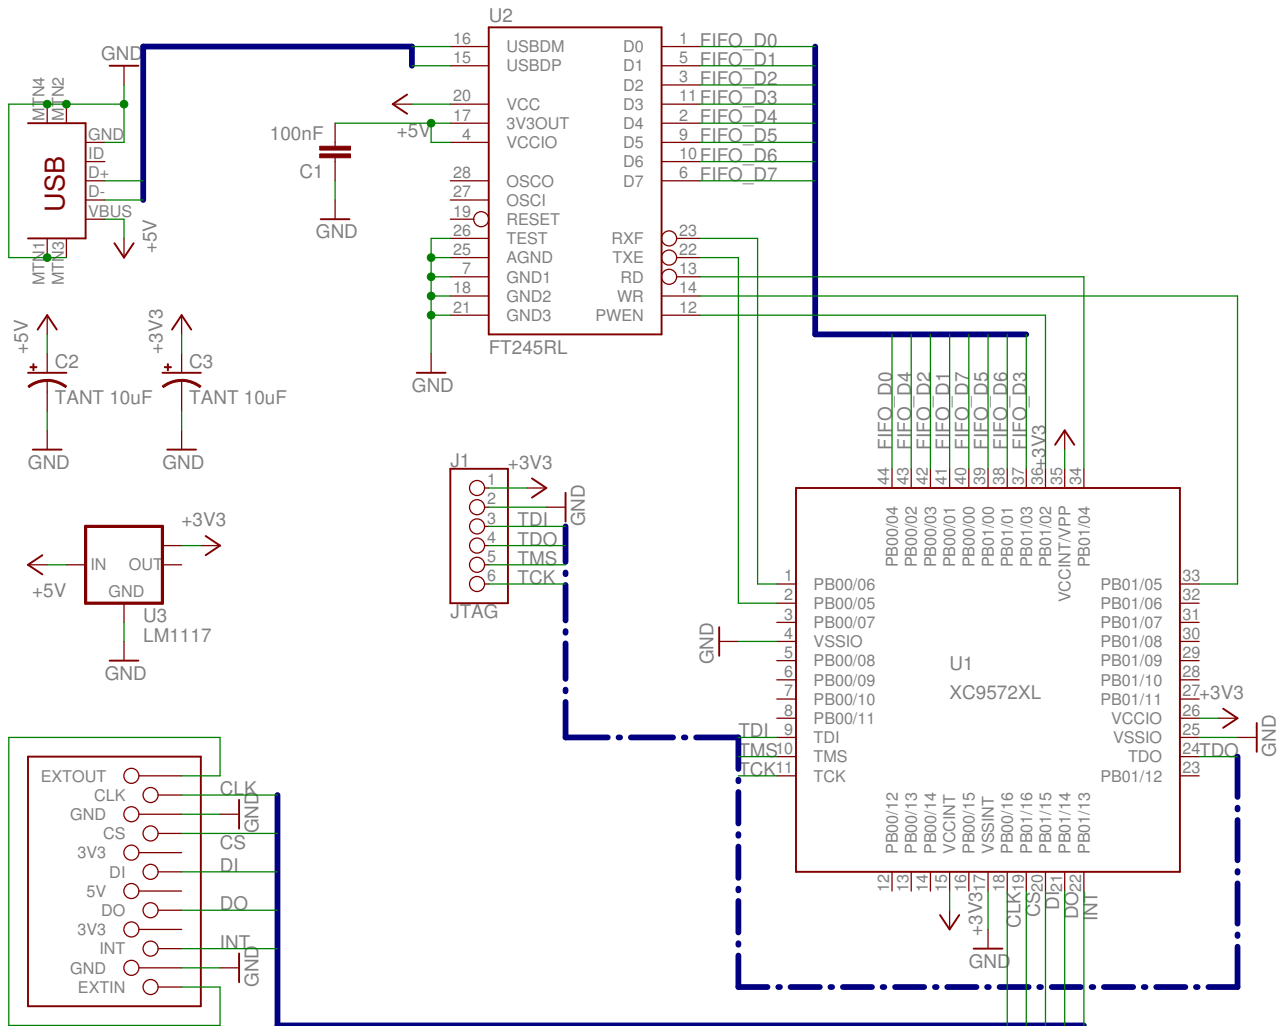 U2
FT245RL
16 USBDM
15 USBDP
20 VCC
17 3V3OUT
4 VCCIO
28 OSCO
27 OSCI
19 RESET
26 TEST
25 AGND
7 GND1
18 GND2
21 GND3
D0 1 FIFO_D0
D1 5 FIFO_D1
D2 3 FIFO_D2
D3 11 FIFO_D3
D4 2 FIFO_D4
D5 9 FIFO_D5
D6 10 FIFO_D6
D7 6 FIFO_D7
RXF 23
TXE 22
RD 13
WR 14
PWEN 12
+5V
GND
100nF
C1
GND
GND
MTN4
MTN2
USB
GND
ID
D+
D-
VBUS
+5V
MTN1
MTN3
+5V
+
C2
TANT 10uF
GND
+3V3
+
C3
TANT 10uF
GND
+3V3
IN
OUT
GND
+5V
U3
LM1117
GND
J1
+3V3
1
2
GND
3 TDI
4 TDO
5 TMS
6 TCK
JTAG
FIFO_D0
FIFO_D4
FIFO_D2
FIFO_D1
FIFO_D7
FIFO_D5
FIFO_D6
FIFO_D3
+3V3
44 PB00/04
43 PB00/02
42 PB00/03
41 PB00/01
40 PB00/00
39 PB01/00
38 PB01/01
37 PB01/03
36 PB01/02
35 VCCINT/VPP
34 PB01/04
1 PB00/06
2 PB00/05
3 PB00/07
GND
4 VSSIO
5 PB00/08
6 PB00/09
7 PB00/10
8 PB00/11
TDI 9 TDI
TMS 10 TMS
TCK 11 TCK
U1
XC9572XL
PB01/05 33
PB01/06 32
PB01/07 31
PB01/08 30
PB01/09 29
PB01/10 28
PB01/11 27
+3V3
VCCIO 26
VSSIO 25
GND
TDO 24 TDO
PB01/12 23
PB00/12 12
PB00/13 13
PB00/14 14
VCCINT 15
PB00/15 16
VSSINT 17
PB00/16 18
PB01/16 19
PB01/15 20
PB01/14 21
PB01/13 22
+3V3
GND
CLK
CS
DI
DO
INT
EXTOUT
CLK
CLK
GND
GND
CS
CS
3V3
DI
DI
5V
DO
DO
3V3
INT
INT
GND
GND
EXTIN